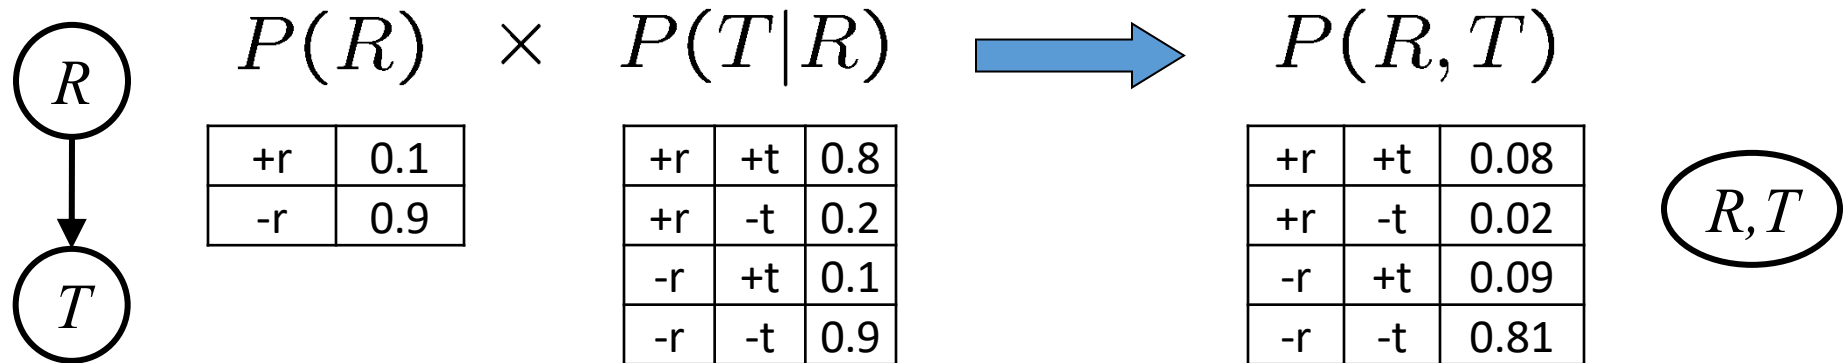 R
T
P(R) × P(T|R)
P(R, T)
+r 0.1
-r 0.9
+r +t 0.8
+r -t 0.2
-r +t 0.1
-r -t 0.9
+r +t 0.08
+r -t 0.02
-r +t 0.09
-r -t 0.81
R,T